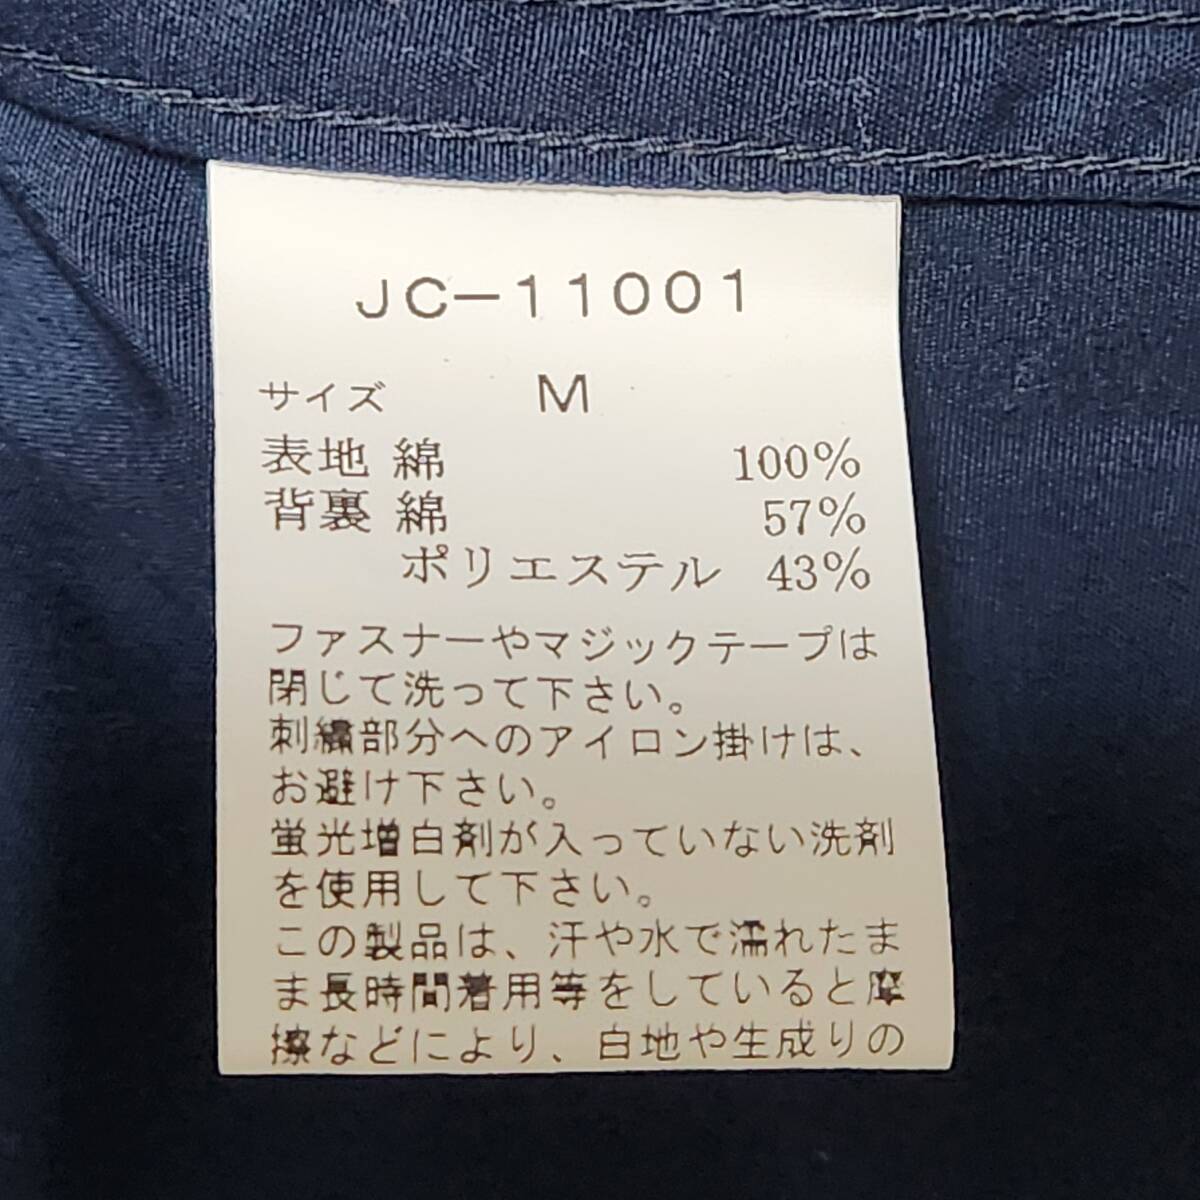 JC-11001
サイズ M
表地 綿 100%
背裏 綿 57%
ポリエステル 43%
ファスナーやマジックテープは
閉じて洗って下さい。
刺繍部分へのアイロン掛けは、
お避け下さい。
蛍光増白剤が入っていない洗剤
を使用して下さい。
この製品は、汗や水で濡れたま
ま長時間着用等をしていると摩
擦などにより、白地や生成りの